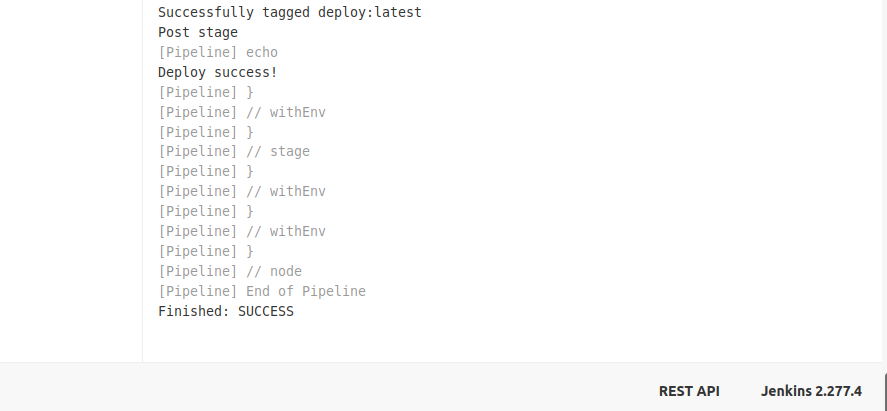 Successfully tagged deploy:latest
Post stage
[Pipeline] echo
Deploy success!
[Pipeline] }
[Pipeline] // withEnv
[Pipeline] }
[Pipeline] // stage
[Pipeline] }
[Pipeline] // withEnv
[Pipeline] }
[Pipeline] // withEnv
[Pipeline] }
[Pipeline] // node
[Pipeline] End of Pipeline
Finished: SUCCESS
REST API Jenkins 2.277.4